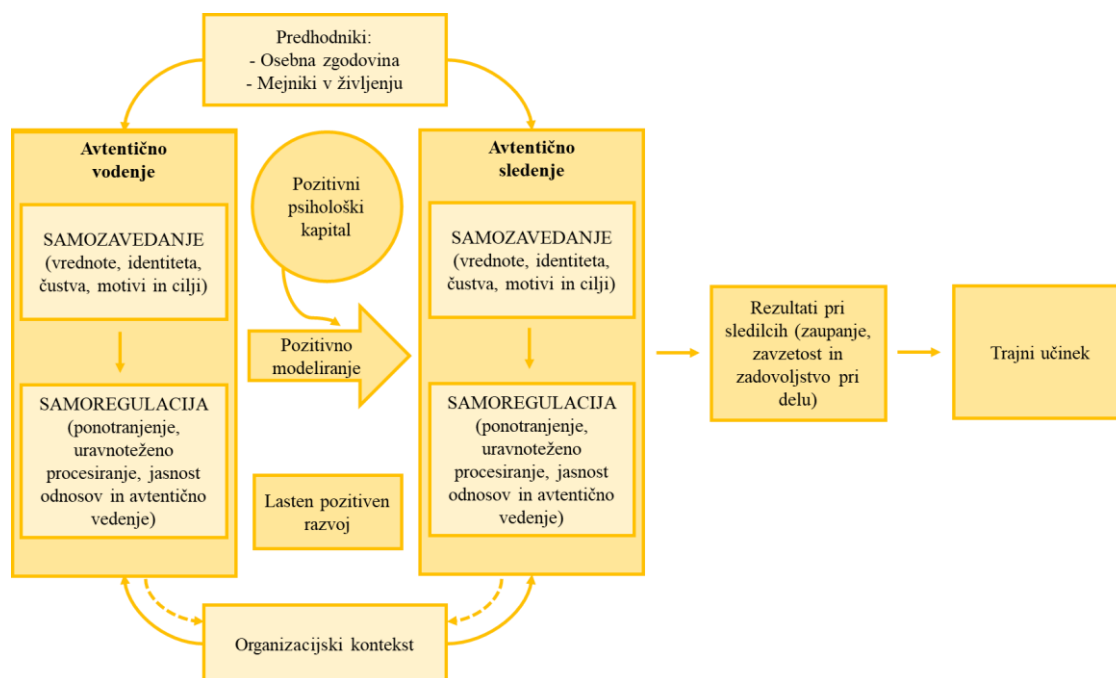 Predhodniki:
- Osebna zgodovina
- Mejniki v življenju
Avtentično
vodenje
SAMOZAVEDANJE
(vrednote, identiteta,
čustva, motivi in cilji)
SAMOREGULACIJA
(ponotranjenje,
uravnoteženo
procesiranje, jasnost
odnosov in avtentično
vedenje)
Pozitivni
psihološki
kapital
Pozitivno
modeliranje
Lasten pozitiven
razvoj
Avtentično
sledenje
SAMOZAVEDANJE
(vrednote, identiteta,
čustva, motivi in cilji)
SAMOREGULACIJA
(ponotranjenje,
uravnoteženo
procesiranje, jasnost
odnosov in avtentično
vedenje)
Rezultati pri
sledilcih (zaupanje,
zavzetost in
zadovoljstvo pri
delu)
Trajni učinek
Organizacijski kontekst